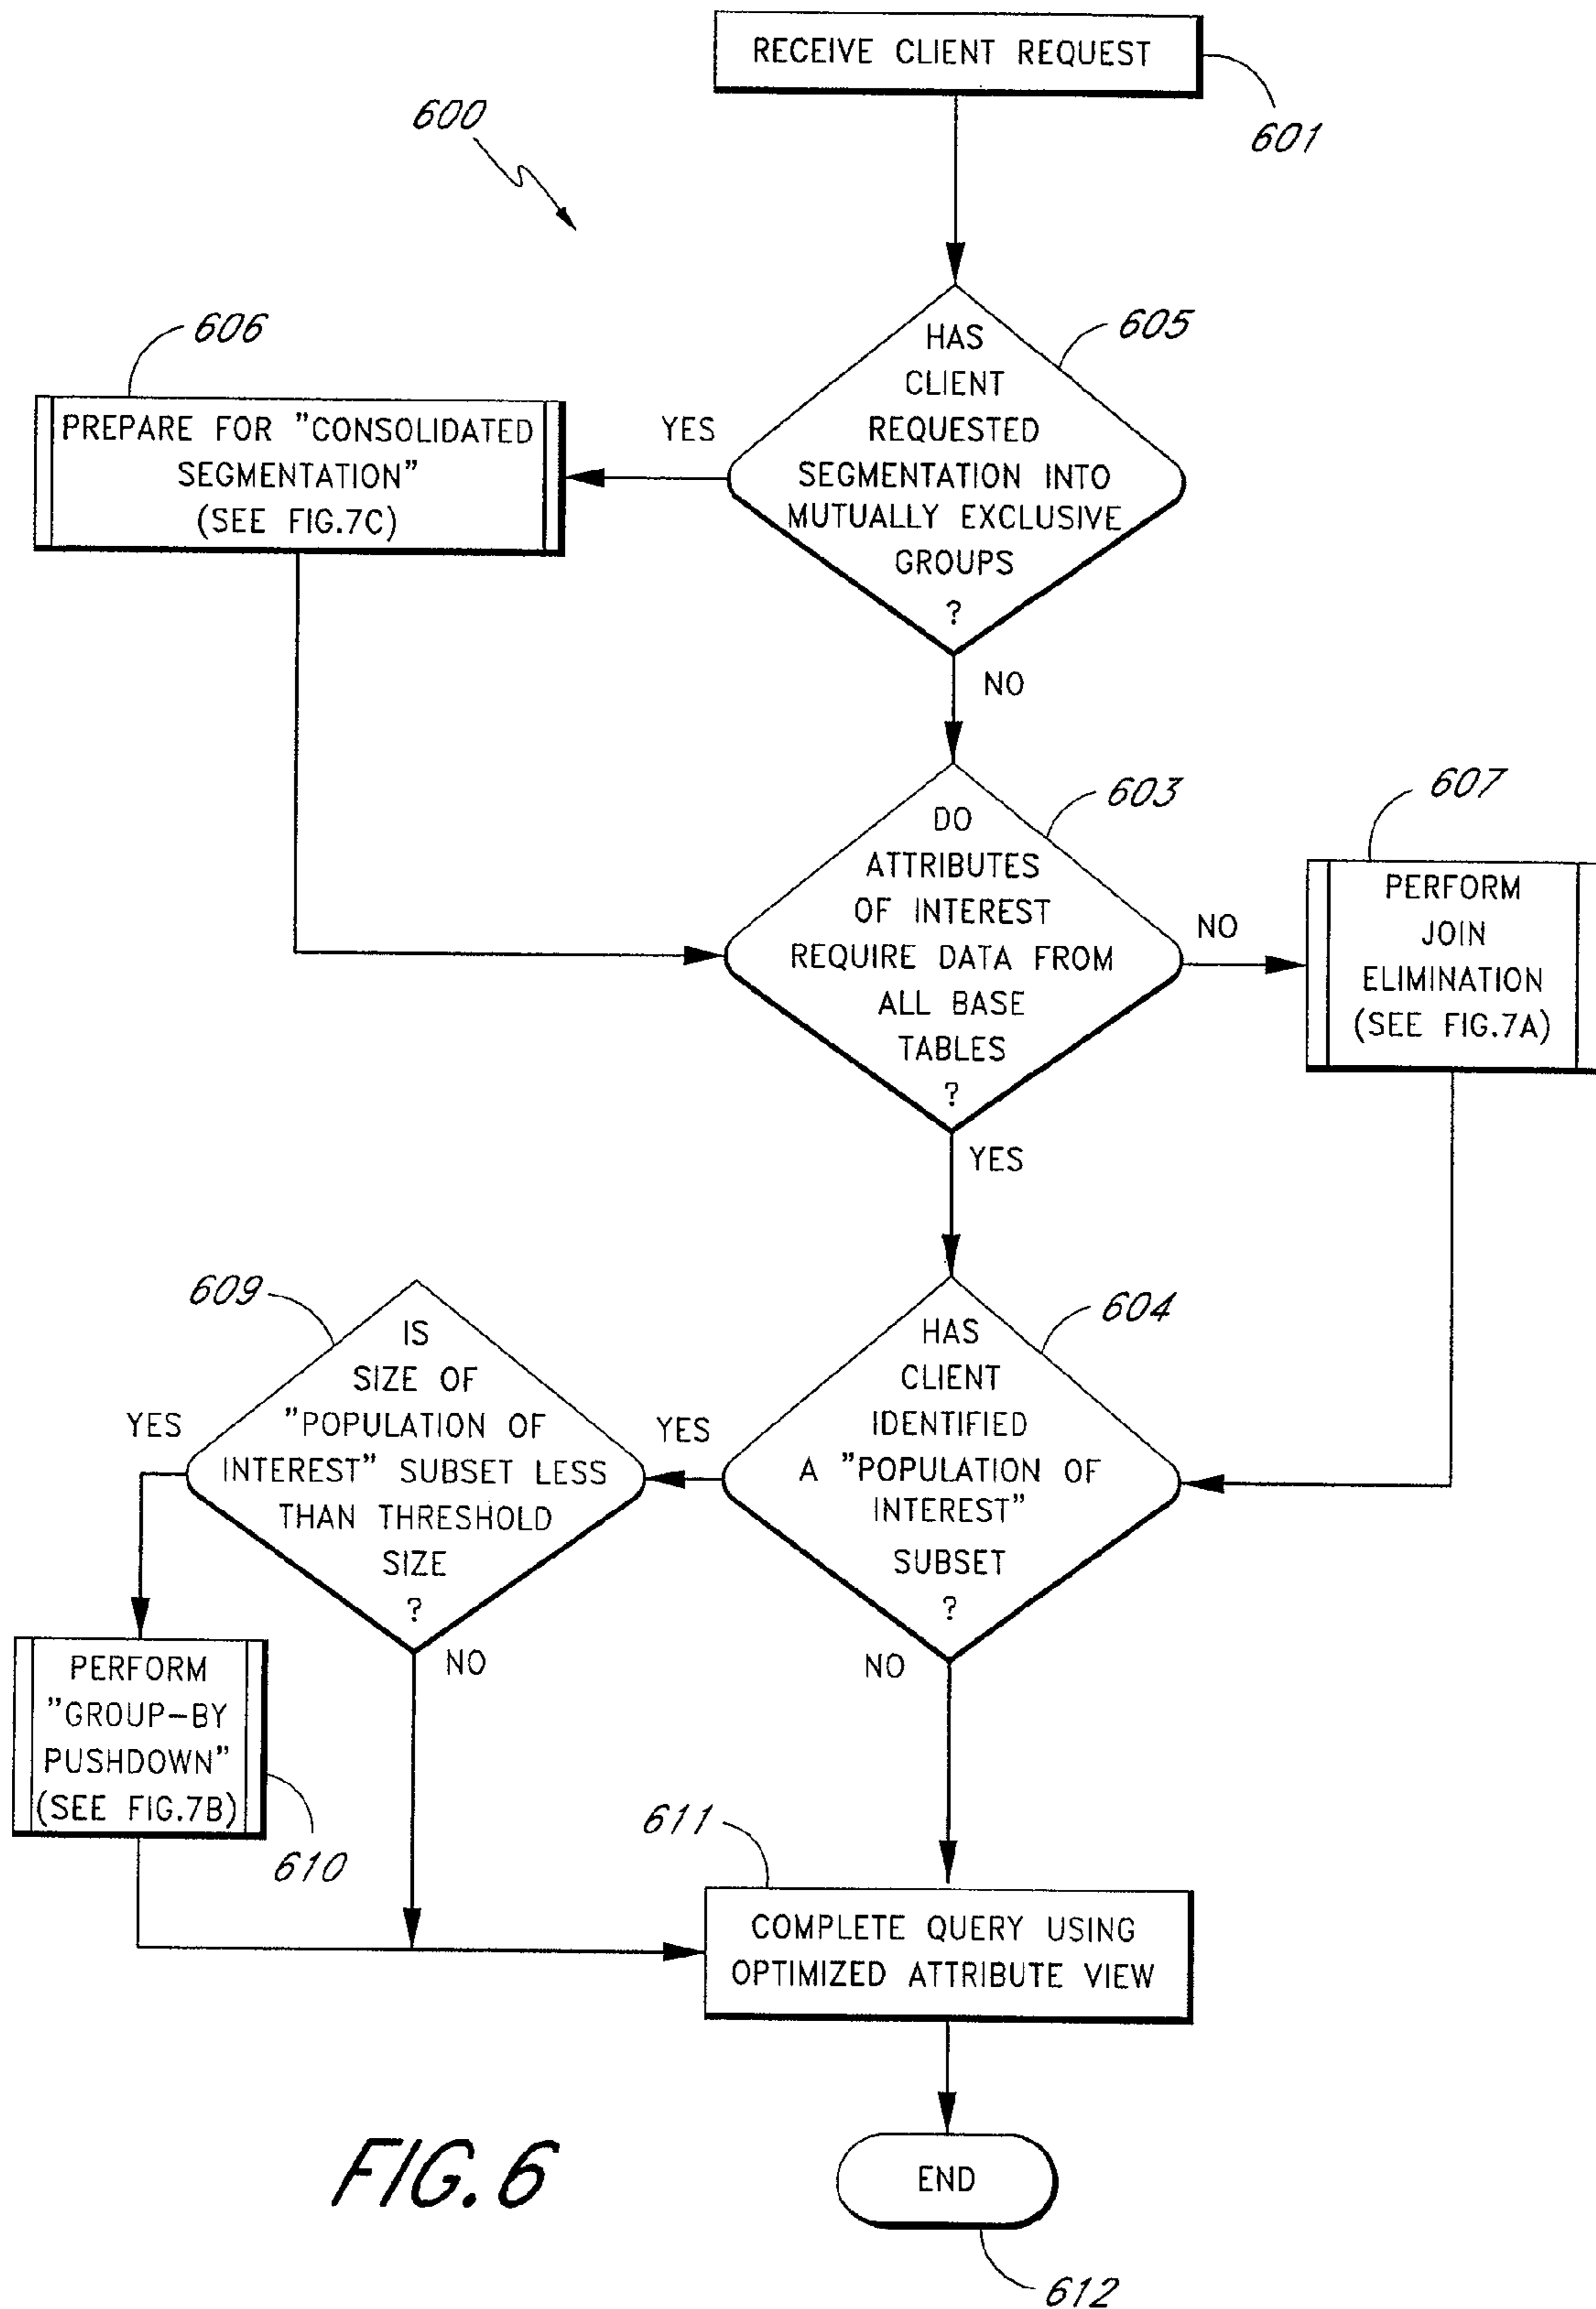 RECEIVE CLIENT REQUEST
601
600
606
PREPARE FOR "CONSOLIDATED
SEGMENTATION"
(SEE FIG.7C)
YES
605
HAS
CLIENT
REQUESTED
SEGMENTATION INTO
MUTUALLY EXCLUSIVE
GROUPS
?
NO
603
DO
ATTRIBUTES
OF INTEREST
REQUIRE DATA FROM
ALL BASE
TABLES
?
NO
607
PERFORM
JOIN
ELIMINATION
(SEE FIG.7A)
YES
604
HAS
CLIENT
IDENTIFIED
A "POPULATION OF
INTEREST"
SUBSET
?
YES
NO
609
IS
SIZE OF
"POPULATION OF
INTEREST" SUBSET LESS
THAN THRESHOLD
SIZE
?
YES
NO
PERFORM
"GROUP-BY
PUSHDOWN"
(SEE FIG.7B)
610
611
COMPLETE QUERY USING
OPTIMIZED ATTRIBUTE VIEW
END
612
FIG. 6